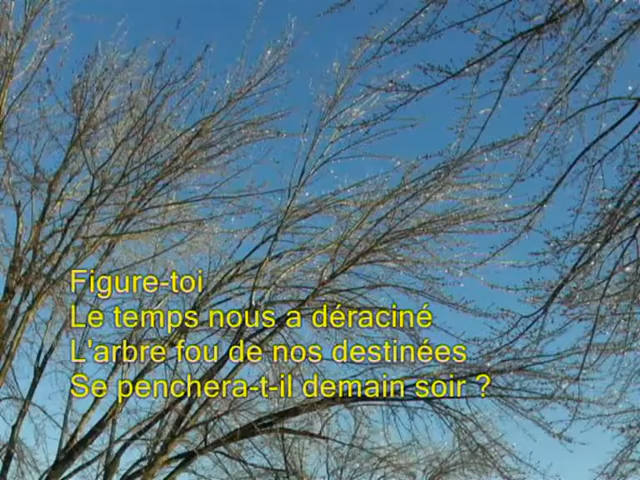 Figure-toi
Le temps nous a déraciné
L'arbre fou de nos destinées
Se penchera-t-il demain soir ?